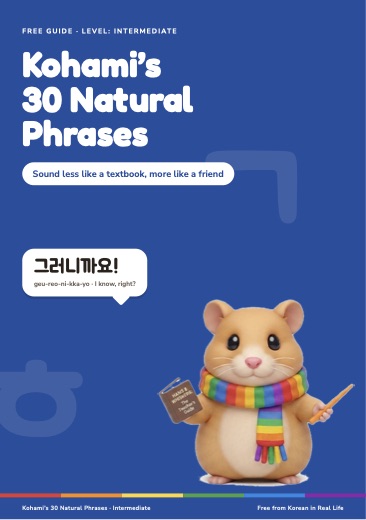 FREE GUIDE · LEVEL: INTERMEDIATE
Kohami's
30 Natural
Phrases
Sound less like a textbook, more like a friend
ㄱ
그러니까요!
geu-reo-ni-kka-yo · I know, right?
ㅎ
Kohami's 30 Natural Phrases · Intermediate
Free from Korean in Real Life